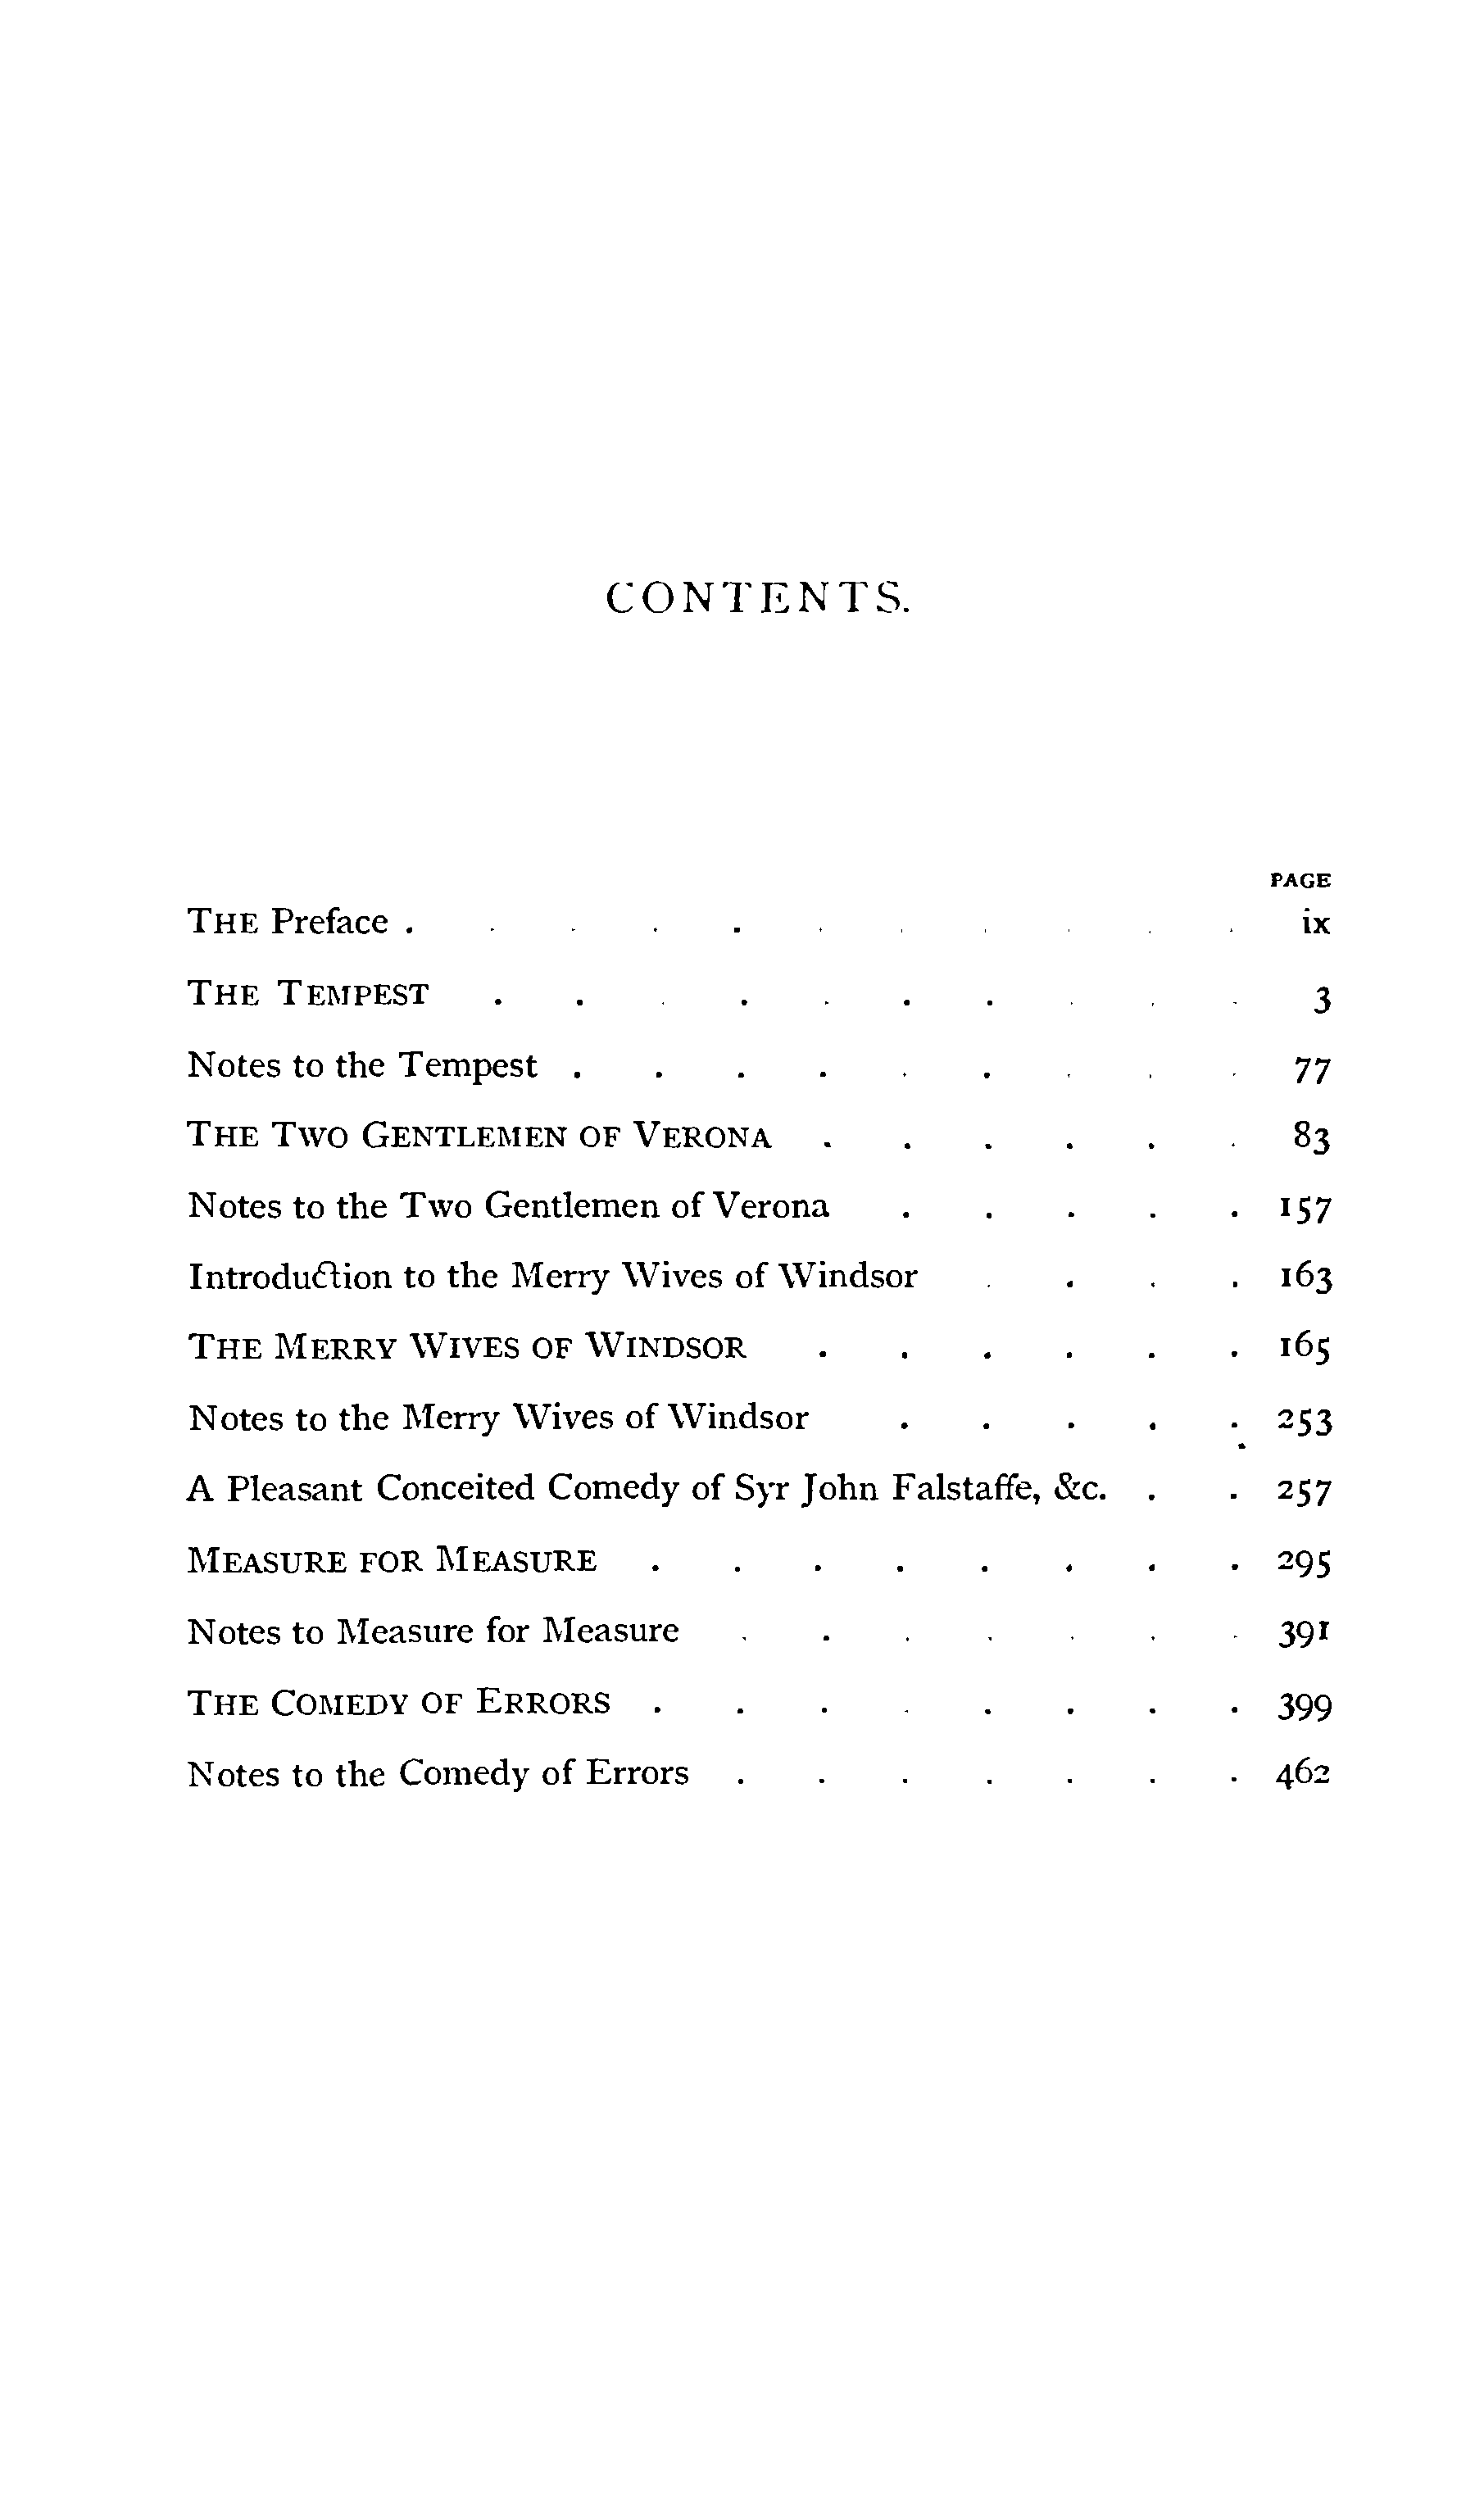 CONTENTS.
PAGE
THE Preface . . . . . . . . . . . ix
THE TEMPEST . . . . . . . . . . 3
Notes to the Tempest . . . . . . . . . 77
THE TWO GENTLEMEN OF VERONA . . . . . . 83
Notes to the Two Gentlemen of Verona . . . . . 157
Introduction to the Merry Wives of Windsor . . . . 163
THE MERRY WIVES OF WINDSOR . . . . . . 165
Notes to the Merry Wives of Windsor . . . . . 253
A Pleasant Conceited Comedy of Syr John Falstaffe, &c. . . 257
MEASURE FOR MEASURE . . . . . . . . 295
Notes to Measure for Measure . . . . . . . 391
THE COMEDY OF ERRORS . . . . . . . . 399
Notes to the Comedy of Errors . . . . . . . 462